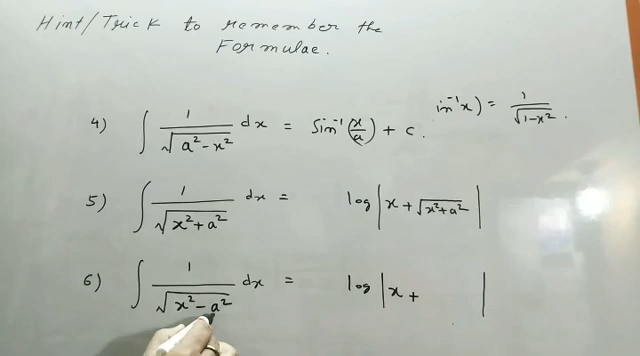 Hint/Trick to remember the
Formulae.
4) ∫ 1/√(a²-x²) dx = Sin⁻¹(x/a) + c. in⁻¹x) = 1/√(1-x²).
5) ∫ 1/√(x²+a²) dx = log|x + √(x²+a²)|
6) ∫ 1/√(x²-a²) dx = log|x + |